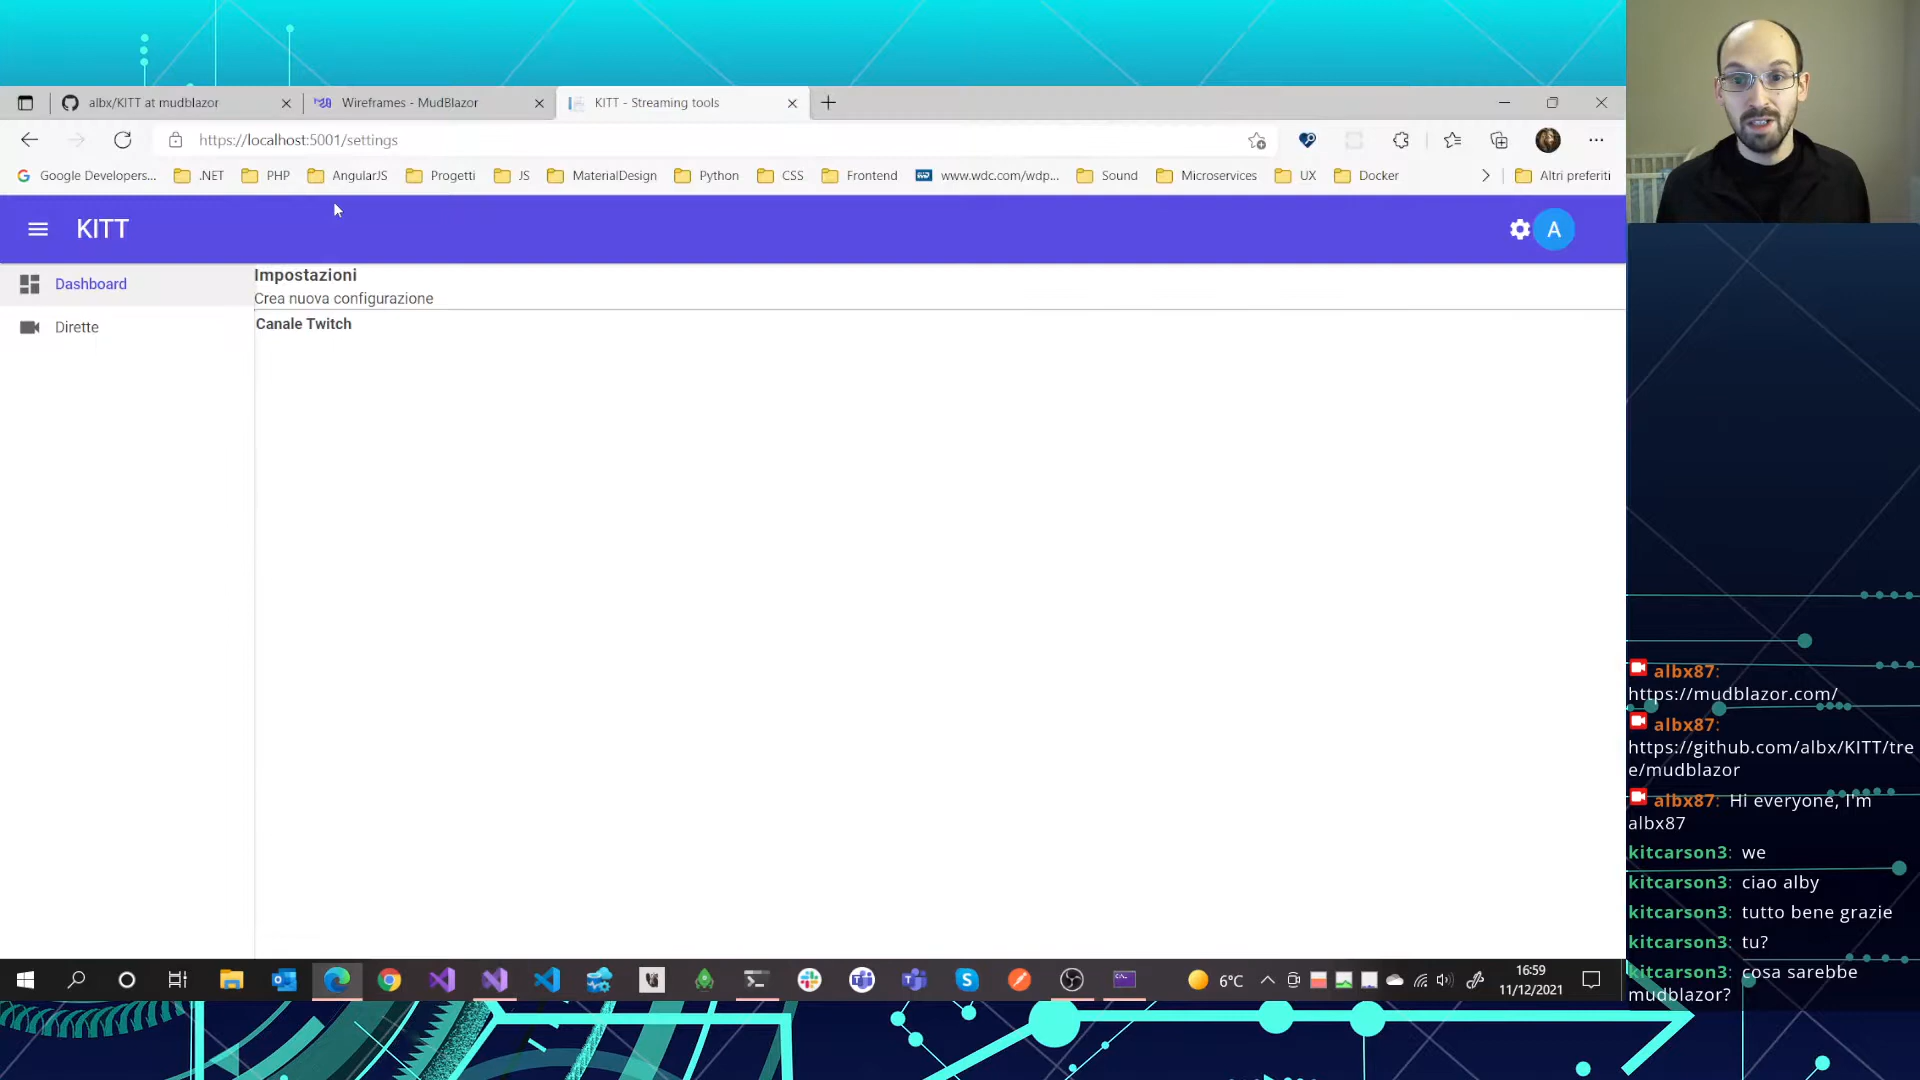 albx/KITT at mudblazor
Wireframes - MudBlazor
KITT - Streaming tools
https://localhost:5001/settings
Google Developers...
.NET
PHP
AngularJS
Progetti
JS
MaterialDesign
Python
CSS
Frontend
www.wdc.com/wdp...
Sound
Microservices
UX
Docker
Altri preferiti
KITT
A
Dashboard
Dirette
Impostazioni
Crea nuova configurazione
Canale Twitch
albx87:
https://mudblazor.com/
albx87:
https://github.com/albx/KITT/tre
e/mudblazor
albx87: Hi everyone, I'm
albx87
kitcarson3: we
kitcarson3: ciao alby
kitcarson3: tutto bene grazie
kitcarson3: tu?
kitcarson3: cosa sarebbe
mudblazor?
6°C
16:59
11/12/2021